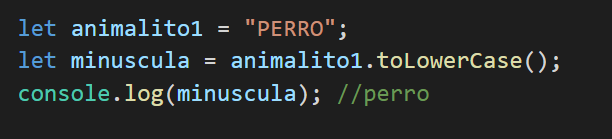 let animalito1 = "PERRO";
let minuscula = animalito1.toLowerCase();
console.log(minuscula); //perro